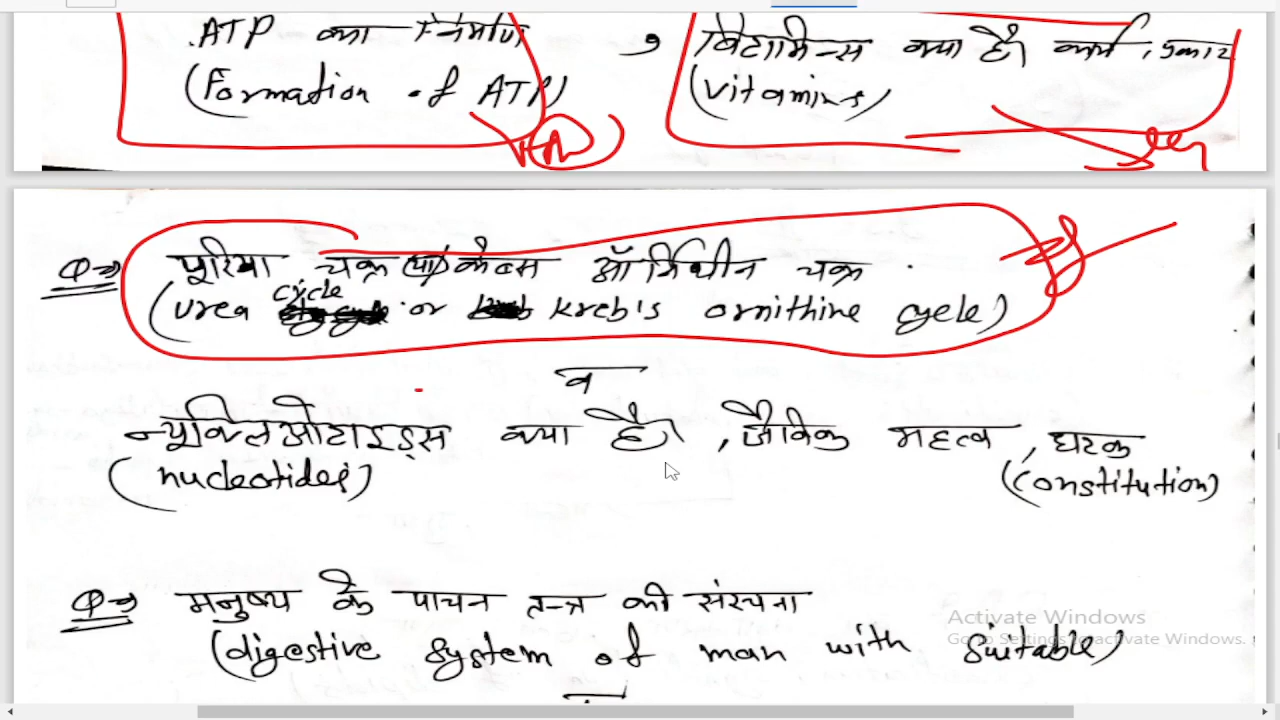 ATP का निर्माण , विटामिन्स क्या है। कार्य,
(Formation of ATP) (vitamins)
Q⇒ यूरिया चक्र (या) क्रैब्स ऑर्निथीन चक्र
(urea cycle or kreb's ornithine cycle)
व
न्यूक्लिओटाइड्स क्या है। , जैविक महत्व , घटक
(nucleotides) (constitution)
Q⇒ मनुष्य के पाचन तन्त्र की संरचना
(digestive system of man with suitable)
Activate Windows
Go to Settings to activate Windows.